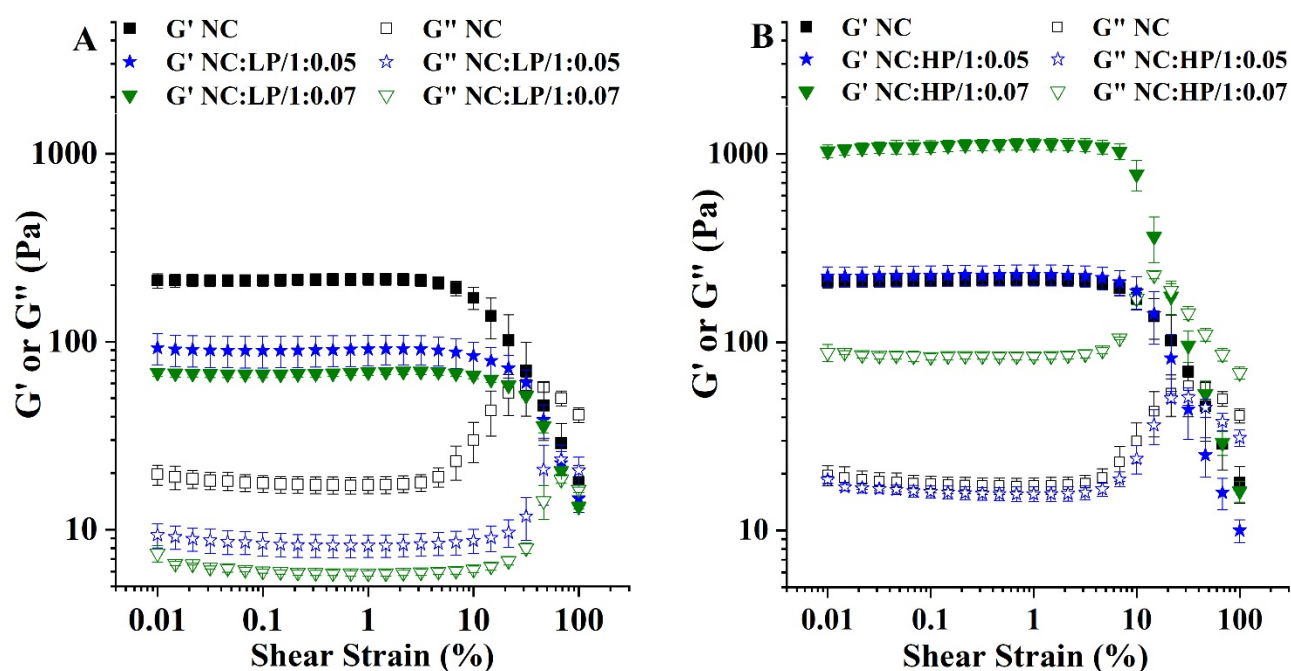 A
G' NC G" NC
G' NC:LP/1:0.05 G" NC:LP/1:0.05
G' NC:LP/1:0.07 G" NC:LP/1:0.07
G' or G" (Pa)
1000
100
10
0.01 0.1 1 10 100
Shear Strain (%)
B
G' NC G" NC
G' NC:HP/1:0.05 G" NC:HP/1:0.05
G' NC:HP/1:0.07 G" NC:HP/1:0.07
G' or G" (Pa)
1000
100
10
0.01 0.1 1 10 100
Shear Strain (%)